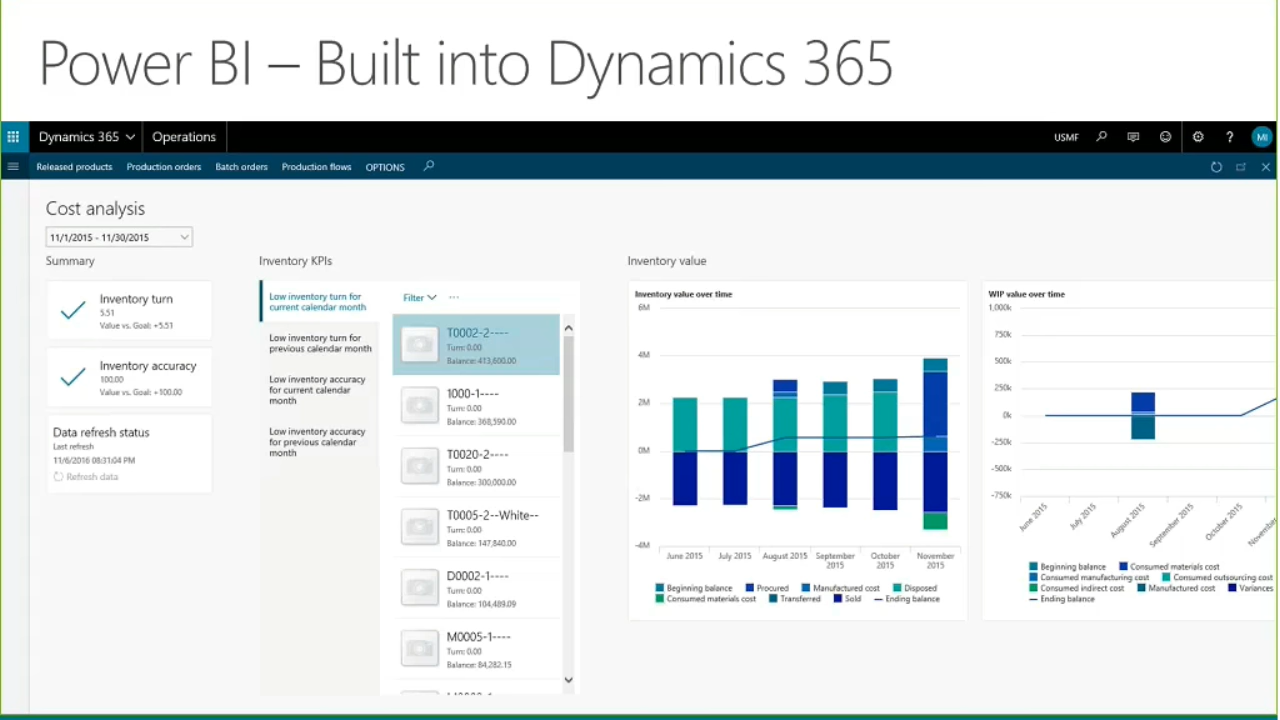 Power BI – Built into Dynamics 365
Dynamics 365
Operations
USMF
?
MI
Released products
Production orders
Batch orders
Production flows
OPTIONS
Cost analysis
11/1/2015 - 11/30/2015
Summary
Inventory turn
5.51
Value vs. Goal: +5.51
Inventory accuracy
100.00
Value vs. Goal: +100.00
Data refresh status
Last refresh
11/6/2016 08:31:04 PM
Refresh data
Inventory KPIs
Low inventory turn for
current calendar month
Low inventory turn for
previous calendar month
Low inventory accuracy
for current calendar
month
Low inventory accuracy
for previous calendar
month
Filter
...
T0002-2----
Turn: 0.00
Balance: 413,600.00
1000-1----
Turn: 0.00
Balance: 368,590.00
T0020-2----
Turn: 0.00
Balance: 300,000.00
T0005-2--White--
Turn: 0.00
Balance: 147,840.00
D0002-1----
Turn: 0.00
Balance: 104,489.09
M0005-1----
Turn: 0.00
Balance: 84,282.15
Inventory value
Inventory value over time
6M
4M
2M
0M
-2M
-4M
June 2015
July 2015
August 2015
September
2015
October
2015
November
2015
Beginning balance
Procured
Manufactured cost
Disposed
Consumed materials cost
Transferred
Sold
Ending balance
WIP value over time
1,000k
750k
500k
250k
0k
-250k
-500k
-750k
June 2015
July 2015
August 2015
September 2015
October 2015
Beginning balance
Consumed materials cost
Consumed manufacturing cost
Consumed outsourcing cost
Consumed indirect cost
Manufactured cost
Variances
Ending balance